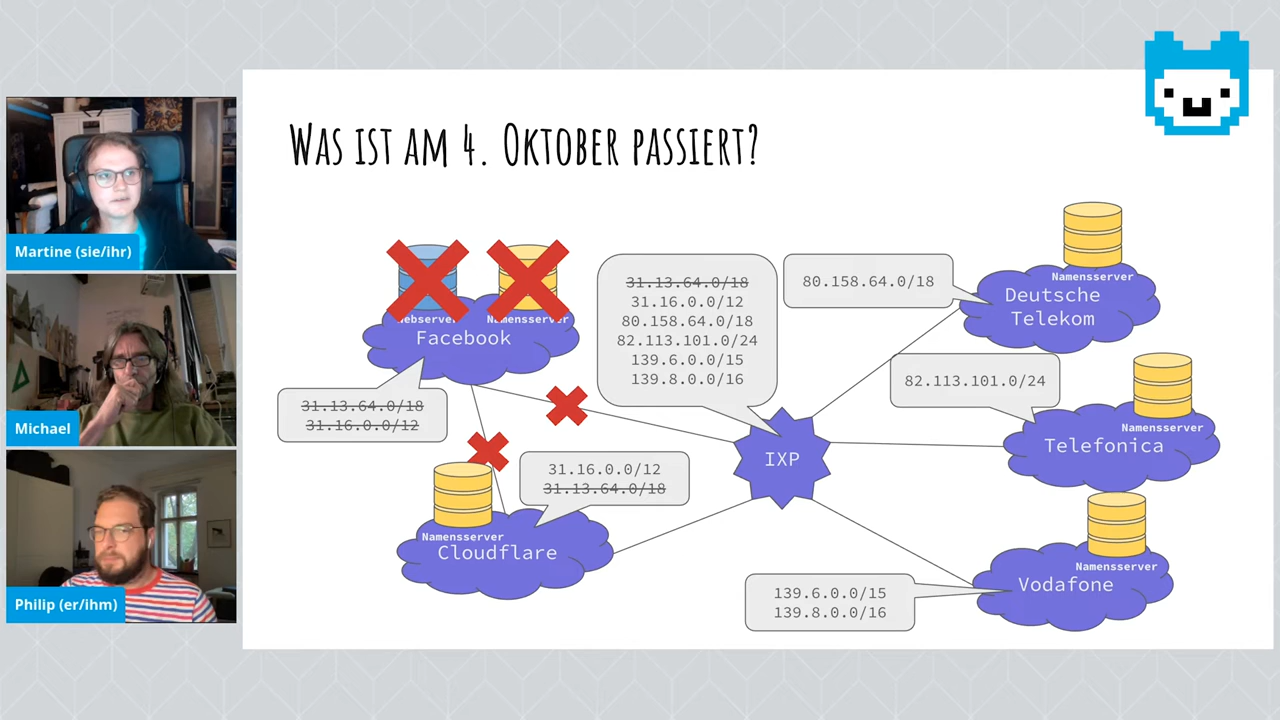 Was ist am 4. Oktober passiert?
Martine (sie/ihr)
Michael
Philip (er/ihm)
Webserver
Namensserver
Facebook
31.13.64.0/18
31.16.0.0/12
31.13.64.0/18
31.16.0.0/12
80.158.64.0/18
82.113.101.0/24
139.6.0.0/15
139.8.0.0/16
80.158.64.0/18
Namensserver
Deutsche
Telekom
82.113.101.0/24
Namensserver
Telefonica
IXP
31.16.0.0/12
31.13.64.0/18
Namensserver
Cloudflare
139.6.0.0/15
139.8.0.0/16
Namensserver
Vodafone